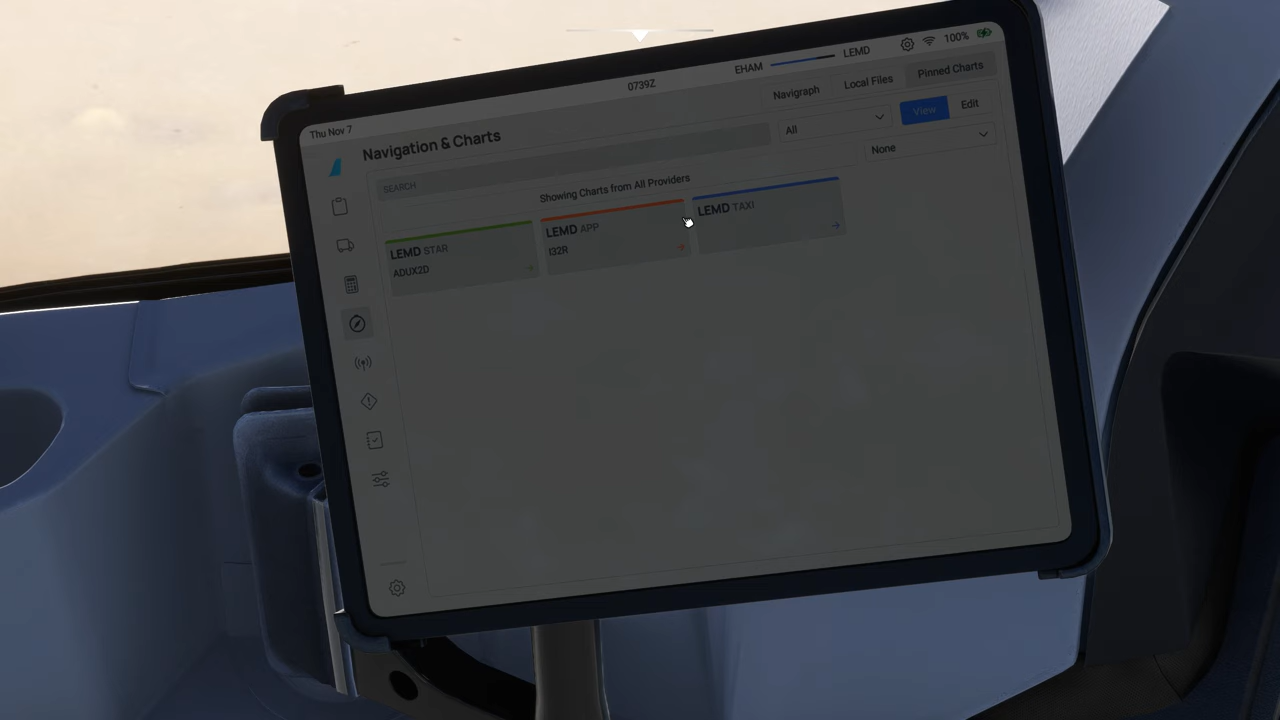 Thu Nov 7
0739Z
EHAM
LEMD
100%
Navigation & Charts
Navigraph
Local Files
Pinned Charts
SEARCH
All
View
Edit
None
Showing Charts from All Providers
LEMD STAR
ADUX2D
LEMD APP
I32R
LEMD TAXI